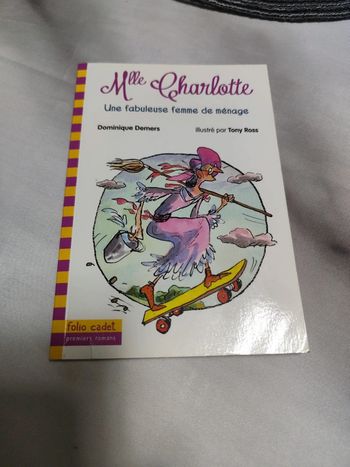 Mlle Charlotte
Une fabuleuse femme de ménage
Dominique Demers illustré par Tony Ross
folio cadet
premiers romans